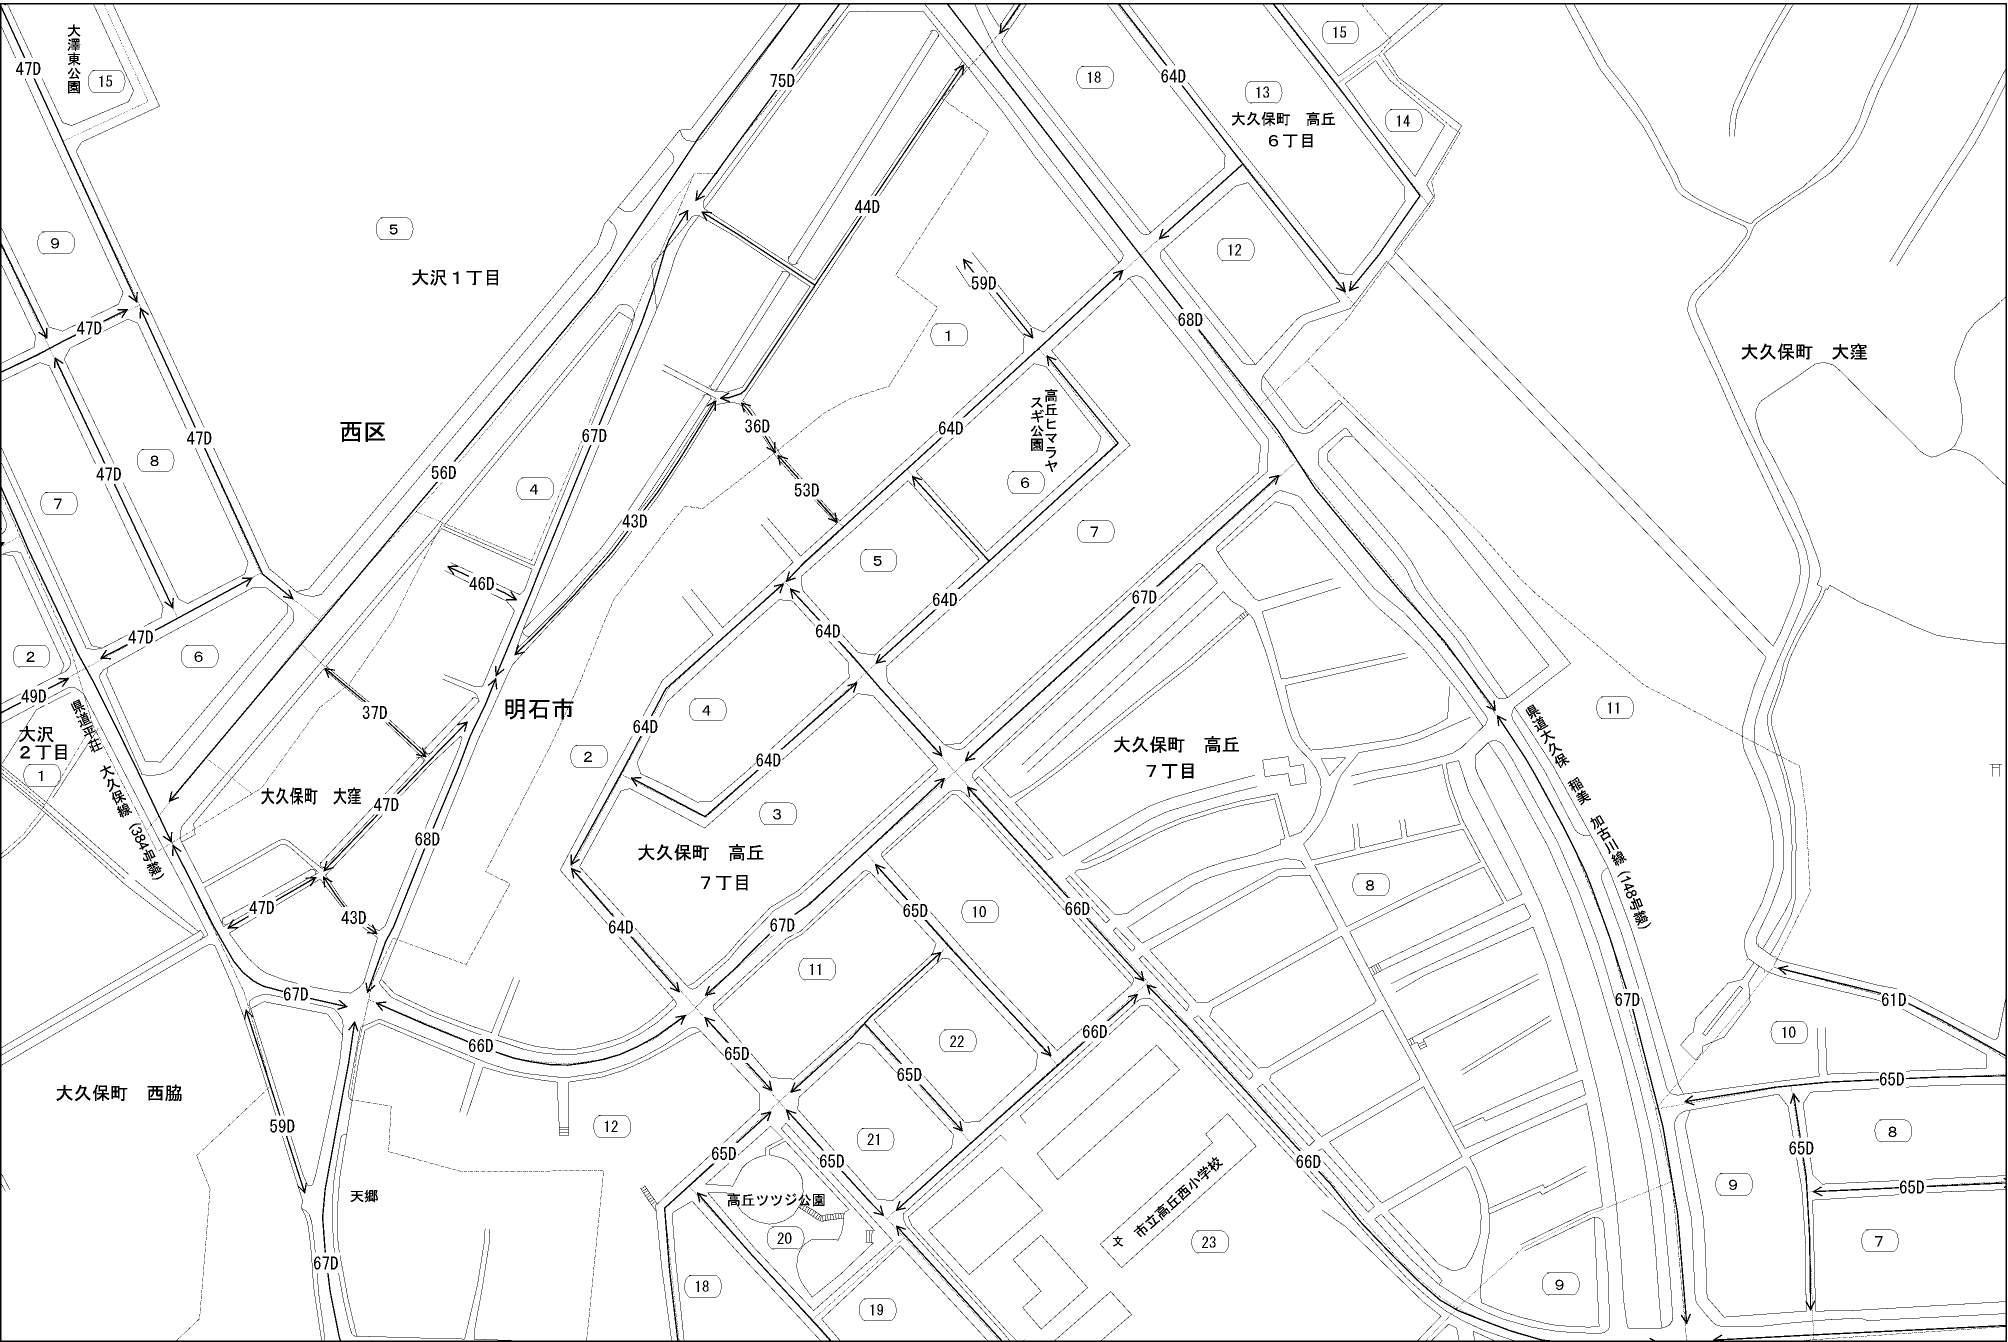 47D
大澤東公園
15
75D
18
64D
13
大久保町 高丘
6丁目
15
14
9
5
大沢1丁目
44D
12
59D
47D
1
68D
大久保町 大窪
西区
47D
67D
36D
64D
高丘ヒマラヤ
スギ公園
8
47D
56D
4
53D
6
7
43D
5
7
46D
64D
67D
64D
2
47D
6
49D
大沢
2丁目
1
県道平荘 大久保線 (384号線)
37D
明石市
64D
4
2
64D
大久保町 高丘
7丁目
県道大久保 稲美 加古川線 (148号線)
11
大久保町 大窪
47D
3
68D
大久保町 高丘
7丁目
8
47D
43D
64D
67D
65D
10
66D
11
67D
66D
65D
22
66D
67D
61D
10
大久保町 西脇
59D
12
65D
21
65D
65D
8
65D
65D
66D
天郷
高丘ツツジ公園
20
文
市立高丘西小学校
23
9
65D
7
67D
18
19
9